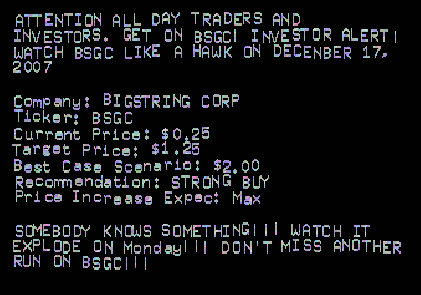 ATTENTION ALL DAY TRADERS AND
INVESTORS. GET ON BSGC! INVESTOR ALERT!
WATCH BSGC LIKE A HAWK ON DECENBER 17,
2007
Company: BIGSTRING CORP
Ticker: BSGC
Current Price: $0.25
Target Price: $1.25
Best Case Scenario: $2.00
Recommendation: STRONG BUY
Price Increase Expec: Max
SOMEBODY KNOWS SOMETHING!!! WATCH IT
EXPLODE ON Monday!!! DON'T MISS ANOTHER
RUN ON BSGC!!!